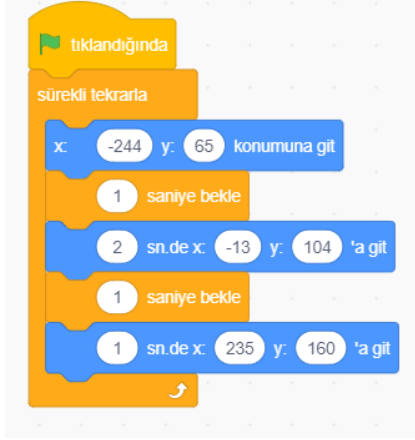 tıklandığında
sürekli tekrarla
x: -244 y: 65 konumuna git
1 saniye bekle
2 sn.de x: -13 y: 104 'a git
1 saniye bekle
1 sn.de x: 235 y: 160 'a git